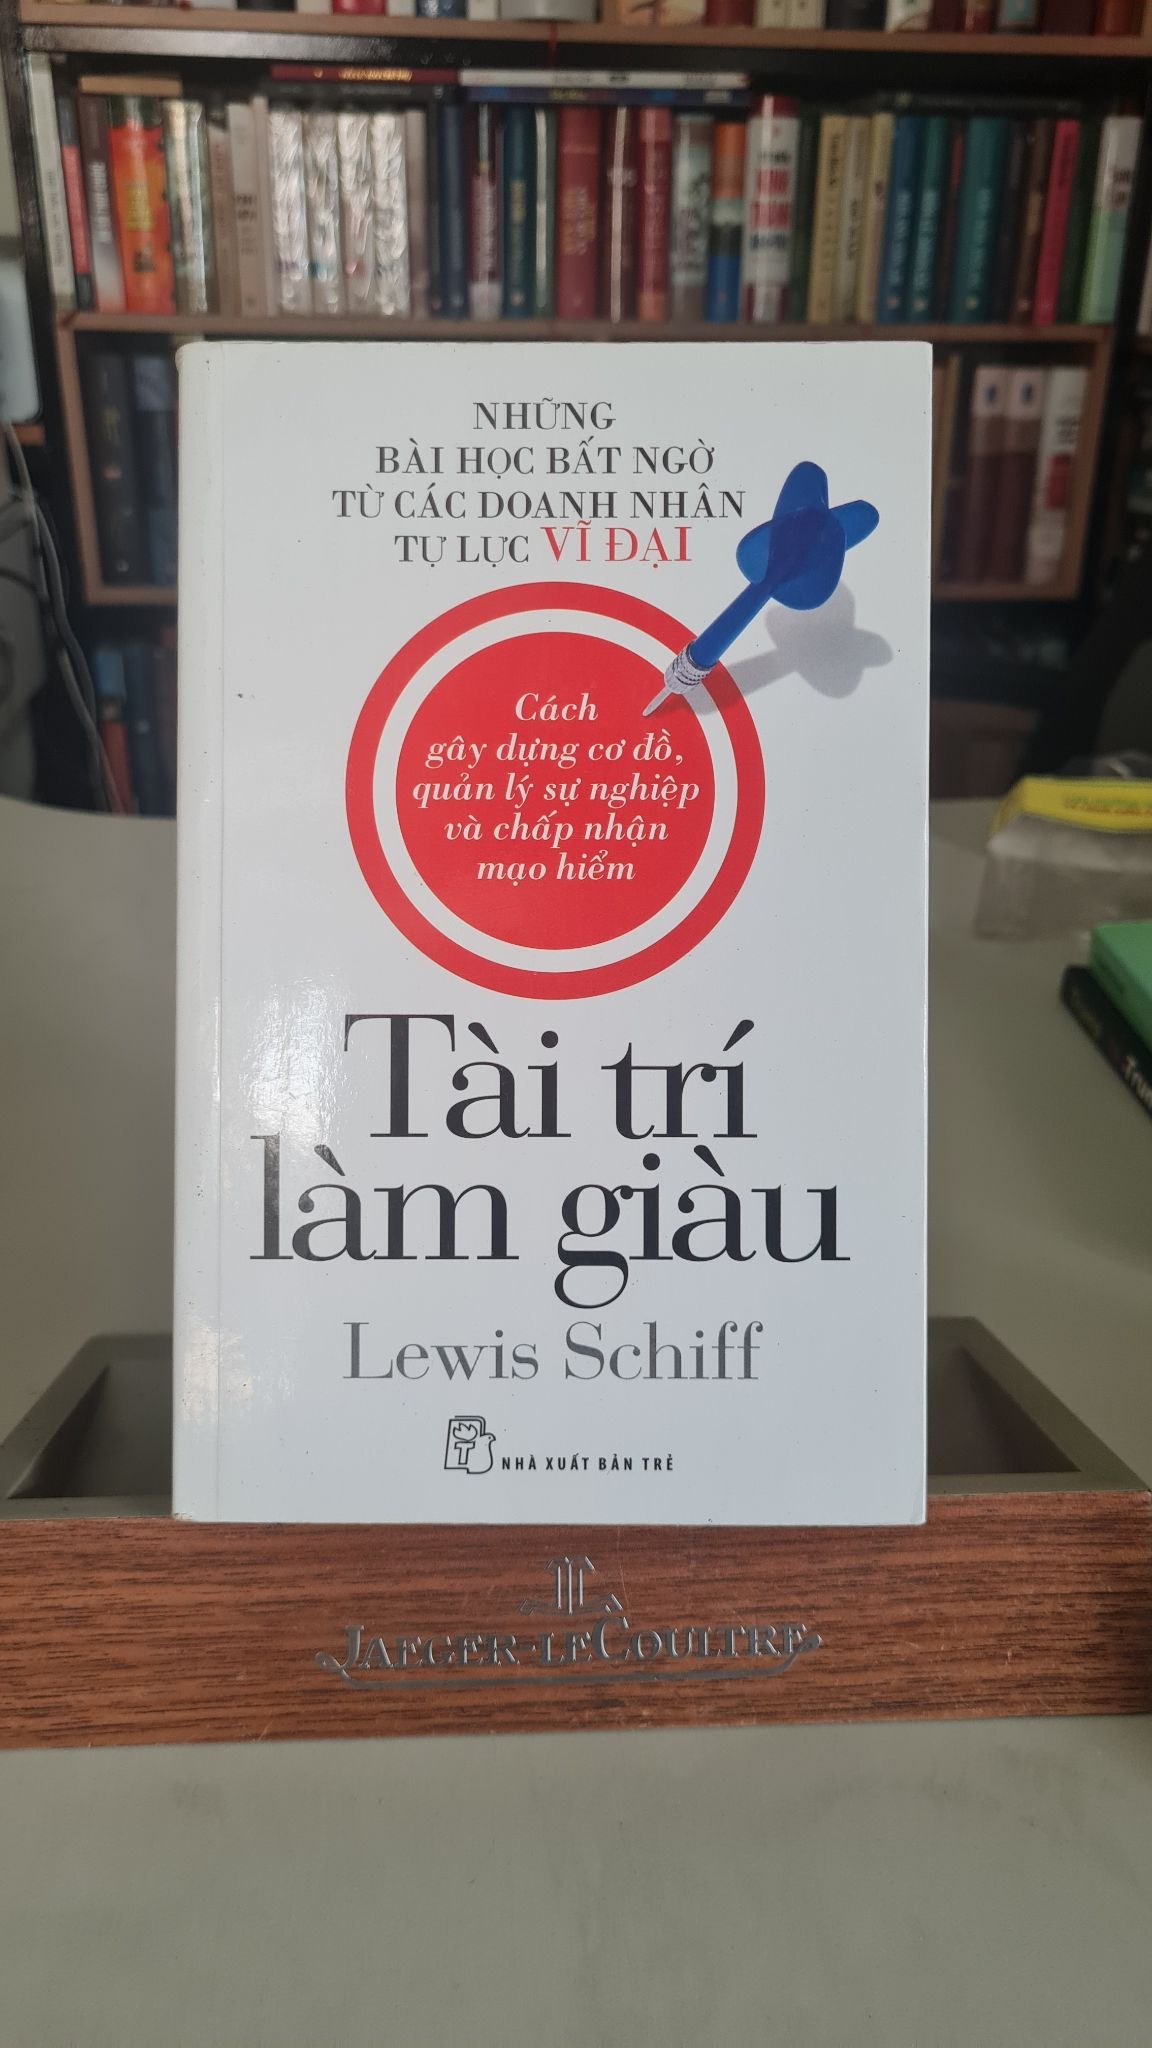 NHỮNG
BÀI HỌC BẤT NGỜ
TỪ CÁC DOANH NHÂN
TỰ LỰC VĨ ĐẠI
Cách
gây dựng cơ đồ,
quản lý sự nghiệp
và chấp nhận
mạo hiểm
Tài trí
làm giàu
Lewis Schiff
T
NHÀ XUẤT BẢN TRẺ
JAEGER-LECOULTRE